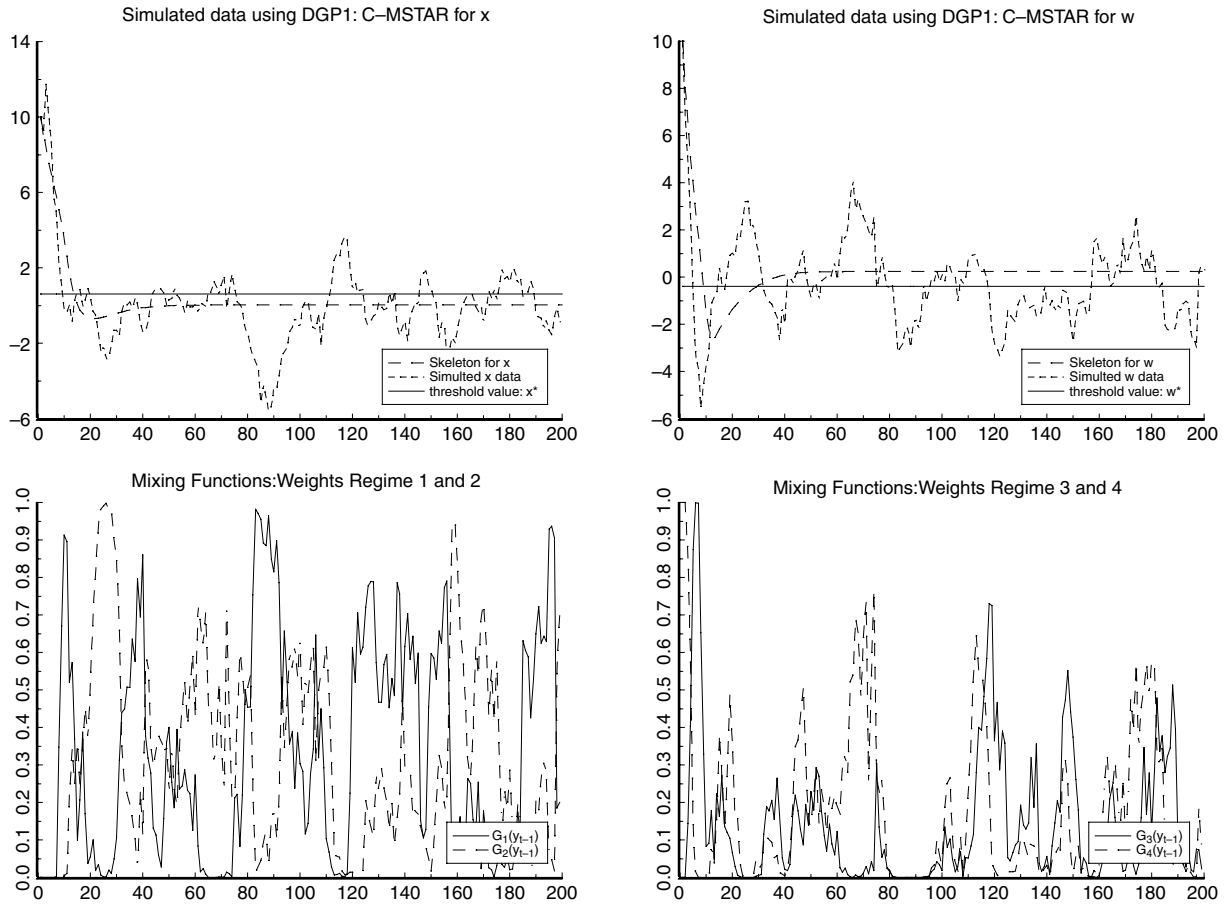 Simulated data using DGP1: C–MSTAR for x
14
10
6
2
−2
−6
0 20 40 60 80 100 120 140 160 180 200
Skeleton for x
Simulted x data
threshold value: x*
Simulated data using DGP1: C–MSTAR for w
10
8
6
4
2
0
−2
−4
−6
0 20 40 60 80 100 120 140 160 180 200
Skeleton for w
Simulted w data
threshold value: w*
Mixing Functions:Weights Regime 1 and 2
1.0
0.9
0.8
0.7
0.6
0.5
0.4
0.3
0.2
0.1
0.0
0 20 40 60 80 100 120 140 160 180 200
G1(yt−1)
G2(yt−1)
Mixing Functions:Weights Regime 3 and 4
1.0
0.9
0.8
0.7
0.6
0.5
0.4
0.3
0.2
0.1
0.0
0 20 40 60 80 100 120 140 160 180 200
G3(yt−1)
G4(yt−1)